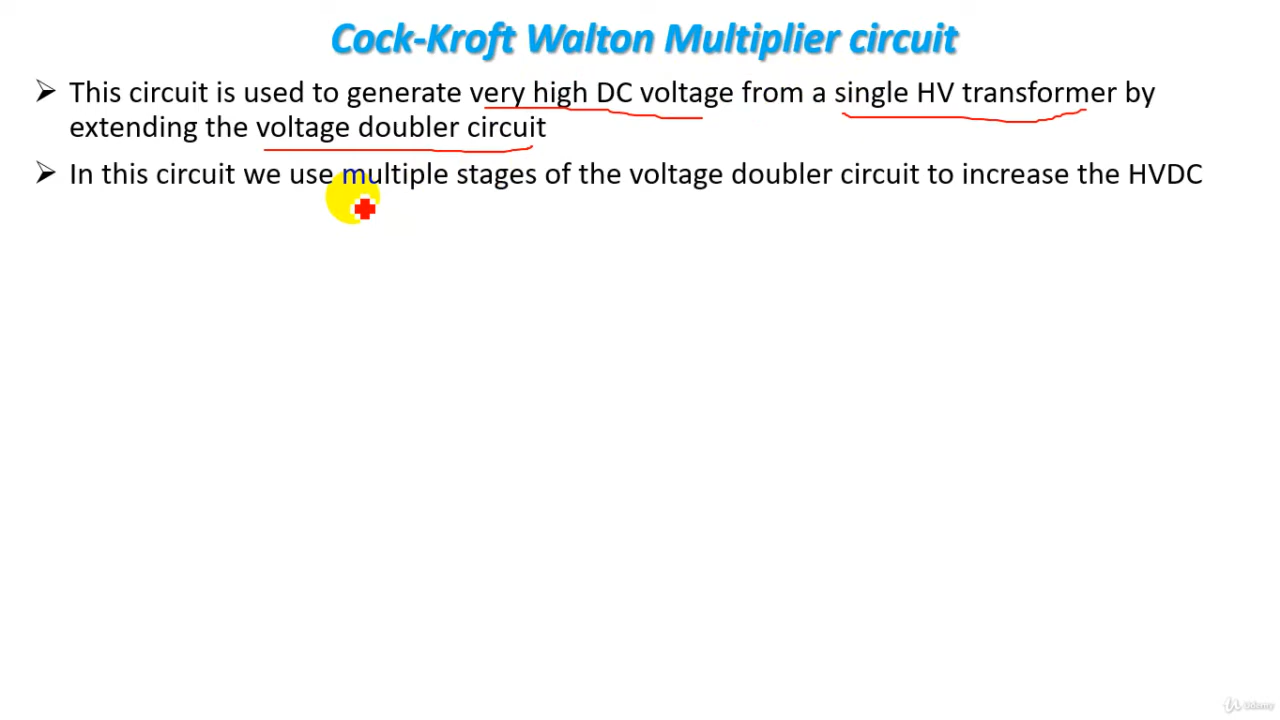 Cock-Kroft Walton Multiplier circuit
➢ This circuit is used to generate very high DC voltage from a single HV transformer by
extending the voltage doubler circuit
➢ In this circuit we use multiple stages of the voltage doubler circuit to increase the HVDC
Udemy